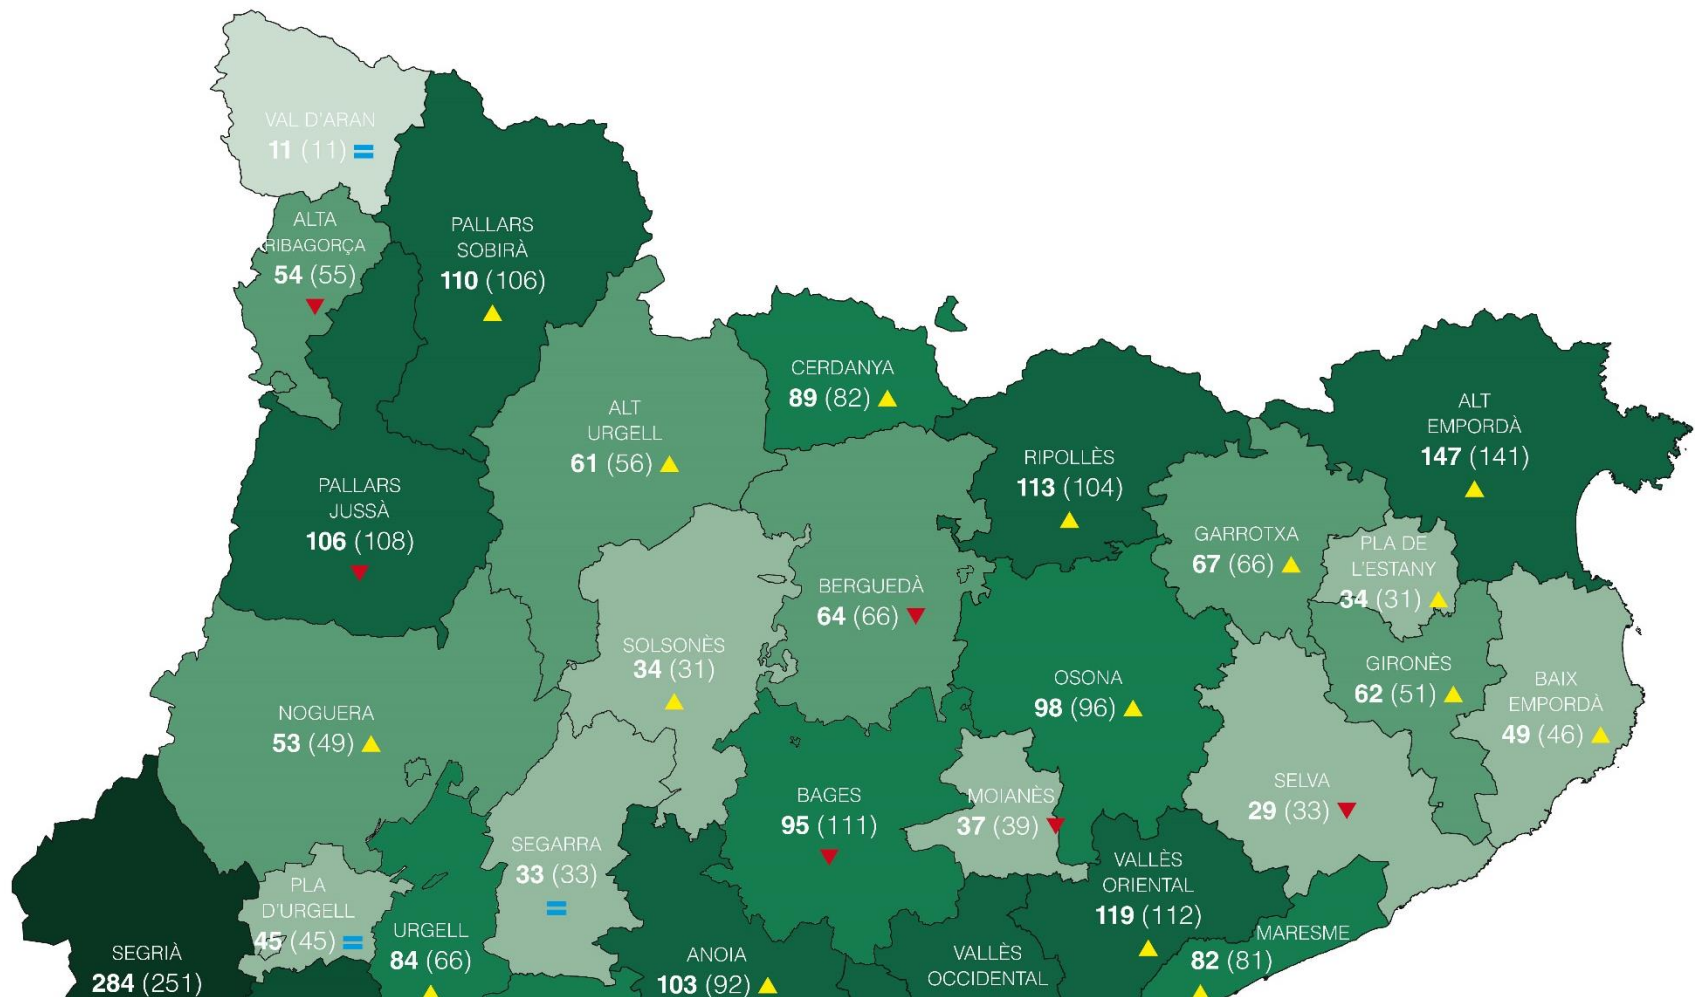 VAL D'ARAN
11 (11)
ALTA
RIBAGORÇA
54 (55)
PALLARS
SOBIRÀ
110 (106)
CERDANYA
89 (82)
ALT
URGELL
61 (56)
PALLARS
JUSSÀ
106 (108)
RIPOLLÈS
113 (104)
ALT
EMPORDÀ
147 (141)
GARROTXA
67 (66)
PLA DE
L'ESTANY
34 (31)
BERGUEDÀ
64 (66)
SOLSONÈS
34 (31)
OSONA
98 (96)
GIRONÈS
62 (51)
BAIX
EMPORDÀ
49 (46)
NOGUERA
53 (49)
BAGES
95 (111)
MOIANÈS
37 (39)
SELVA
29 (33)
SEGARRA
33 (33)
VALLÈS
ORIENTAL
119 (112)
PLA
D'URGELL
45 (45)
URGELL
84 (66)
SEGRIÀ
284 (251)
ANOIA
103 (92)
VALLÈS
OCCIDENTAL
MARESME
82 (81)